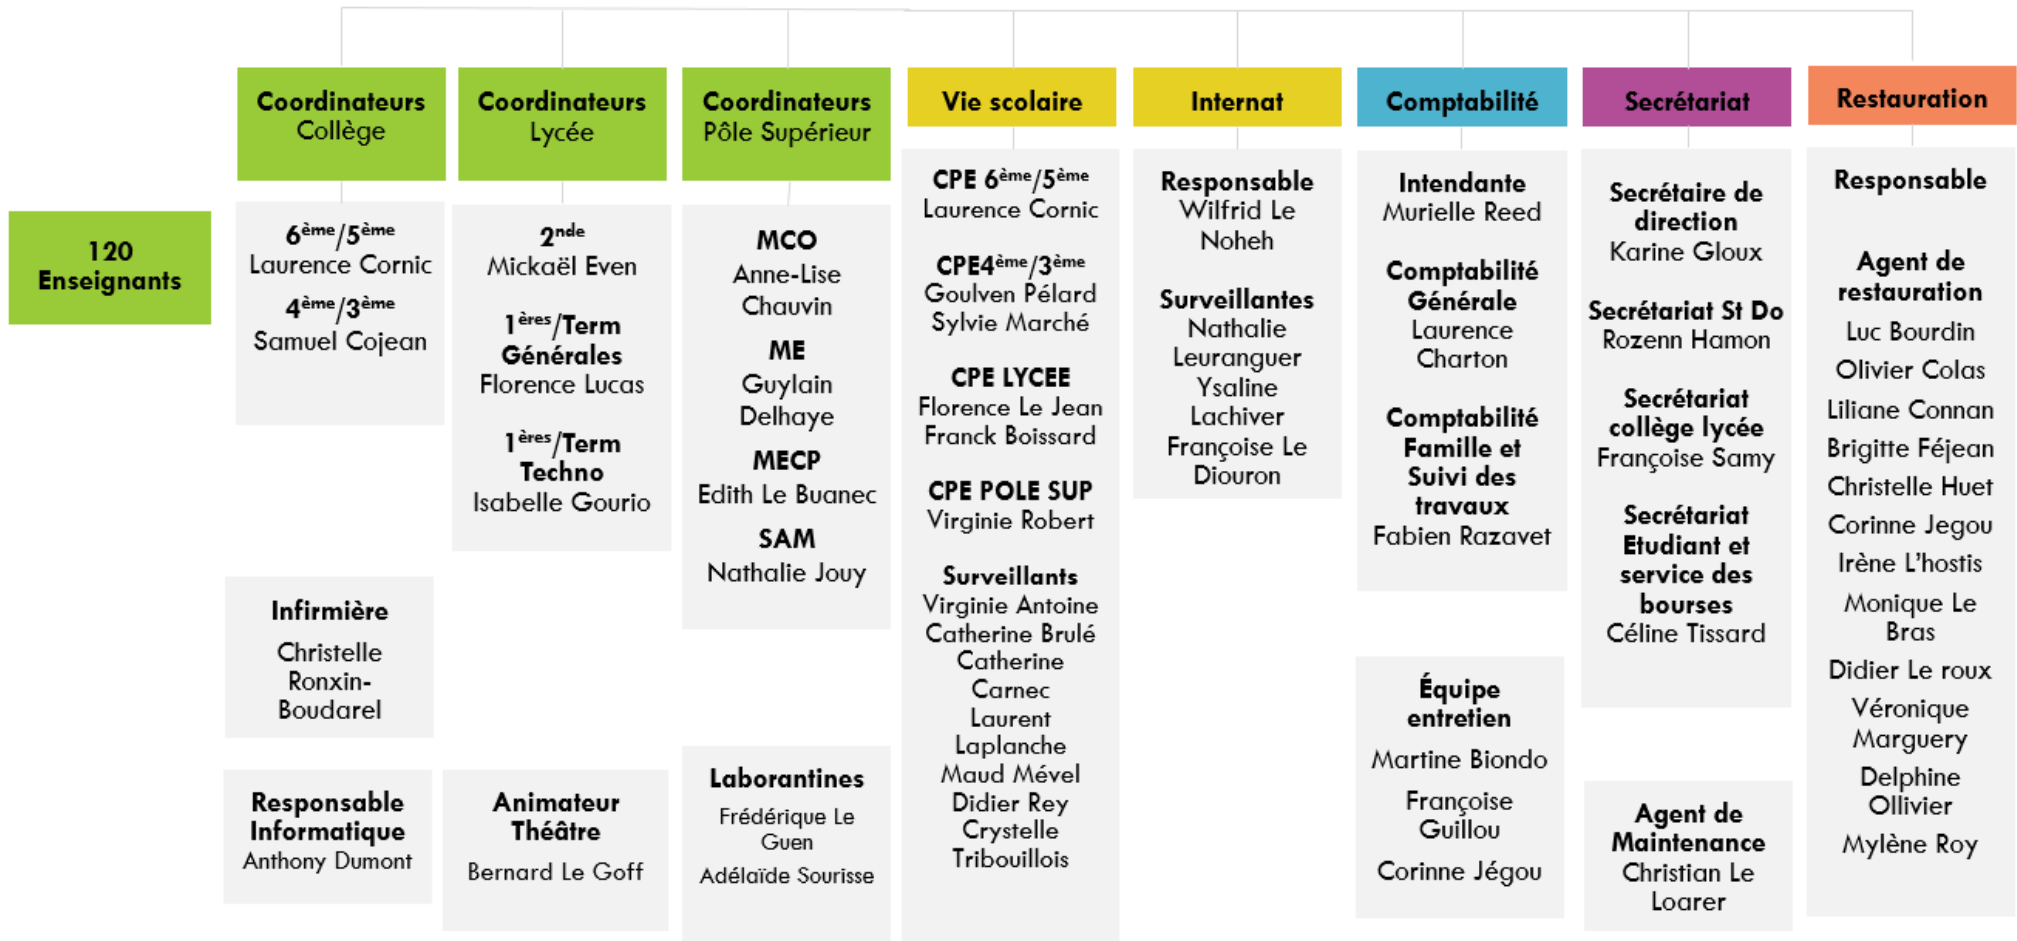 120
Enseignants
Coordinateurs
Collège
6ème/5ème
Laurence Cornic
4ème/3ème
Samuel Cojean
Infirmière
Christelle
Ronxin-
Boudarel
Responsable
Informatique
Anthony Dumont
Coordinateurs
Lycée
2nde
Mickaël Even
1ères/Term
Générales
Florence Lucas
1ères/Term
Techno
Isabelle Gourio
Animateur
Théâtre
Bernard Le Goff
Coordinateurs
Pôle Supérieur
MCO
Anne-Lise
Chauvin
ME
Guylain
Delhaye
MECP
Edith Le Buanec
SAM
Nathalie Jouy
Laborantines
Frédérique Le
Guen
Adélaïde Sourisse
Vie scolaire
CPE 6ème/5ème
Laurence Cornic
CPE4ème/3ème
Goulven Pélard
Sylvie Marché
CPE LYCEE
Florence Le Jean
Franck Boissard
CPE POLE SUP
Virginie Robert
Surveillants
Virginie Antoine
Catherine Brulé
Catherine
Carnec
Laurent
Laplanche
Maud Mével
Didier Rey
Crystelle
Tribouillois
Internat
Responsable
Wilfrid Le
Noheh
Surveillantes
Nathalie
Leuranguer
Ysaline
Lachiver
Françoise Le
Diouron
Comptabilité
Intendante
Murielle Reed
Comptabilité
Générale
Laurence
Charton
Comptabilité
Famille et
Suivi des
travaux
Fabien Razavet
Équipe
entretien
Martine Biondo
Françoise
Guillou
Corinne Jégou
Secrétariat
Secrétaire de
direction
Karine Gloux
Secrétariat St Do
Rozenn Hamon
Secrétariat
collège lycée
Françoise Samy
Secrétariat
Etudiant et
service des
bourses
Céline Tissard
Agent de
Maintenance
Christian Le
Loarer
Restauration
Responsable
Agent de
restauration
Luc Bourdin
Olivier Colas
Liliane Connan
Brigitte Féjean
Christelle Huet
Corinne Jegou
Irène L'hostis
Monique Le
Bras
Didier Le roux
Véronique
Marguery
Delphine
Ollivier
Mylène Roy